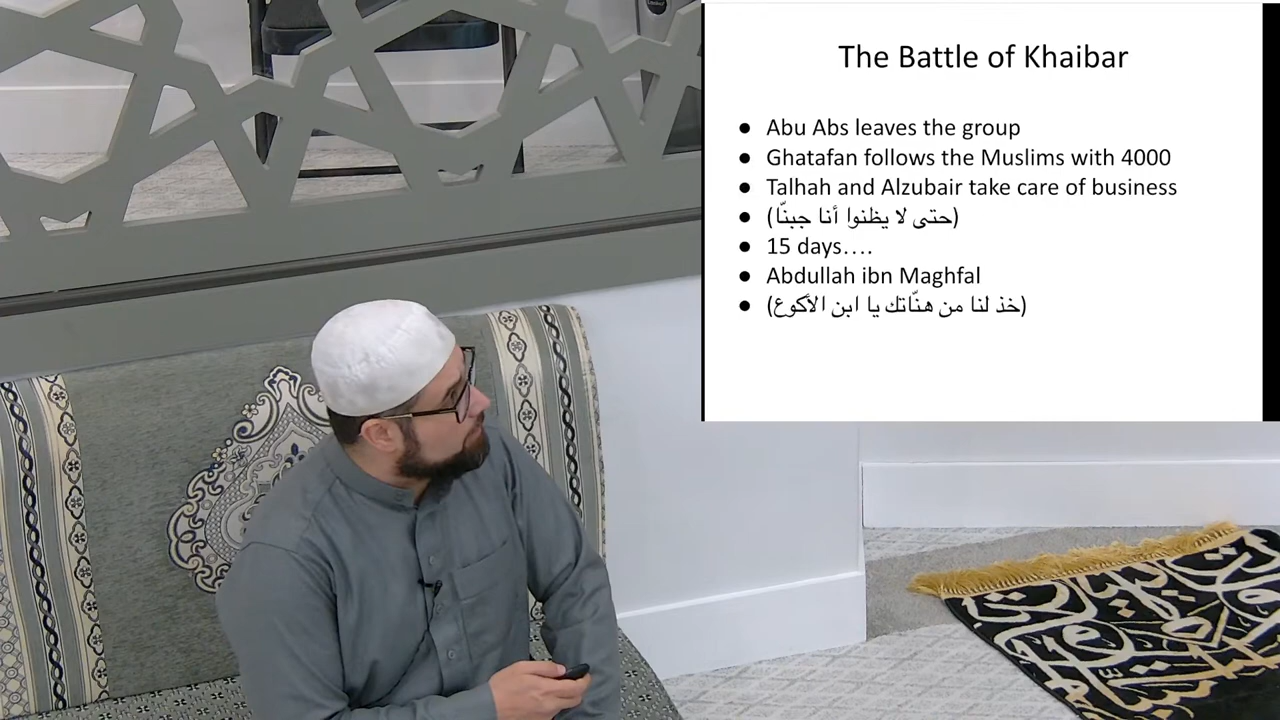 The Battle of Khaibar
● Abu Abs leaves the group
● Ghatafan follows the Muslims with 4000
● Talhah and Alzubair take care of business
● (حتى لا يظنوا أنا جبنّا)
● 15 days....
● Abdullah ibn Maghfal
● (خذ لنا من هنّاتك يا ابن الأكوع)